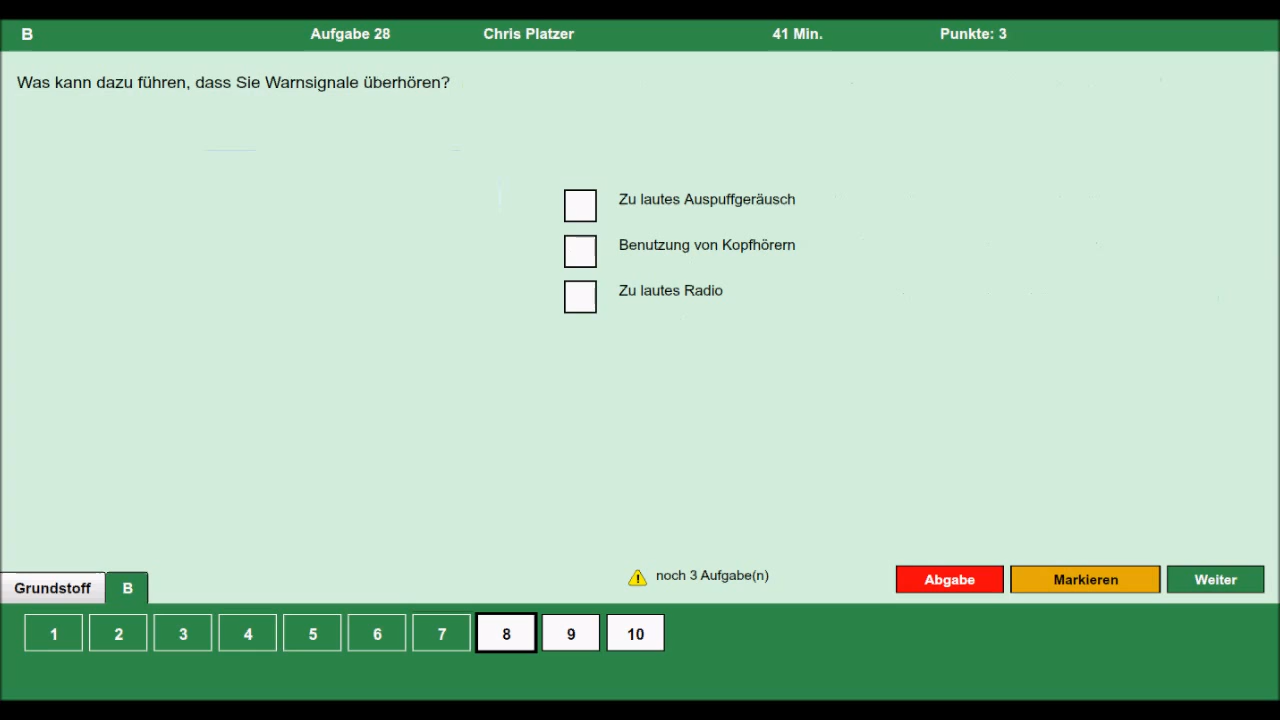 B Aufgabe 28 Chris Platzer 41 Min. Punkte: 3
Was kann dazu führen, dass Sie Warnsignale überhören?
Zu lautes Auspuffgeräusch
Benutzung von Kopfhörern
Zu lautes Radio
noch 3 Aufgabe(n) Abgabe Markieren Weiter
Grundstoff B
1 2 3 4 5 6 7 8 9 10